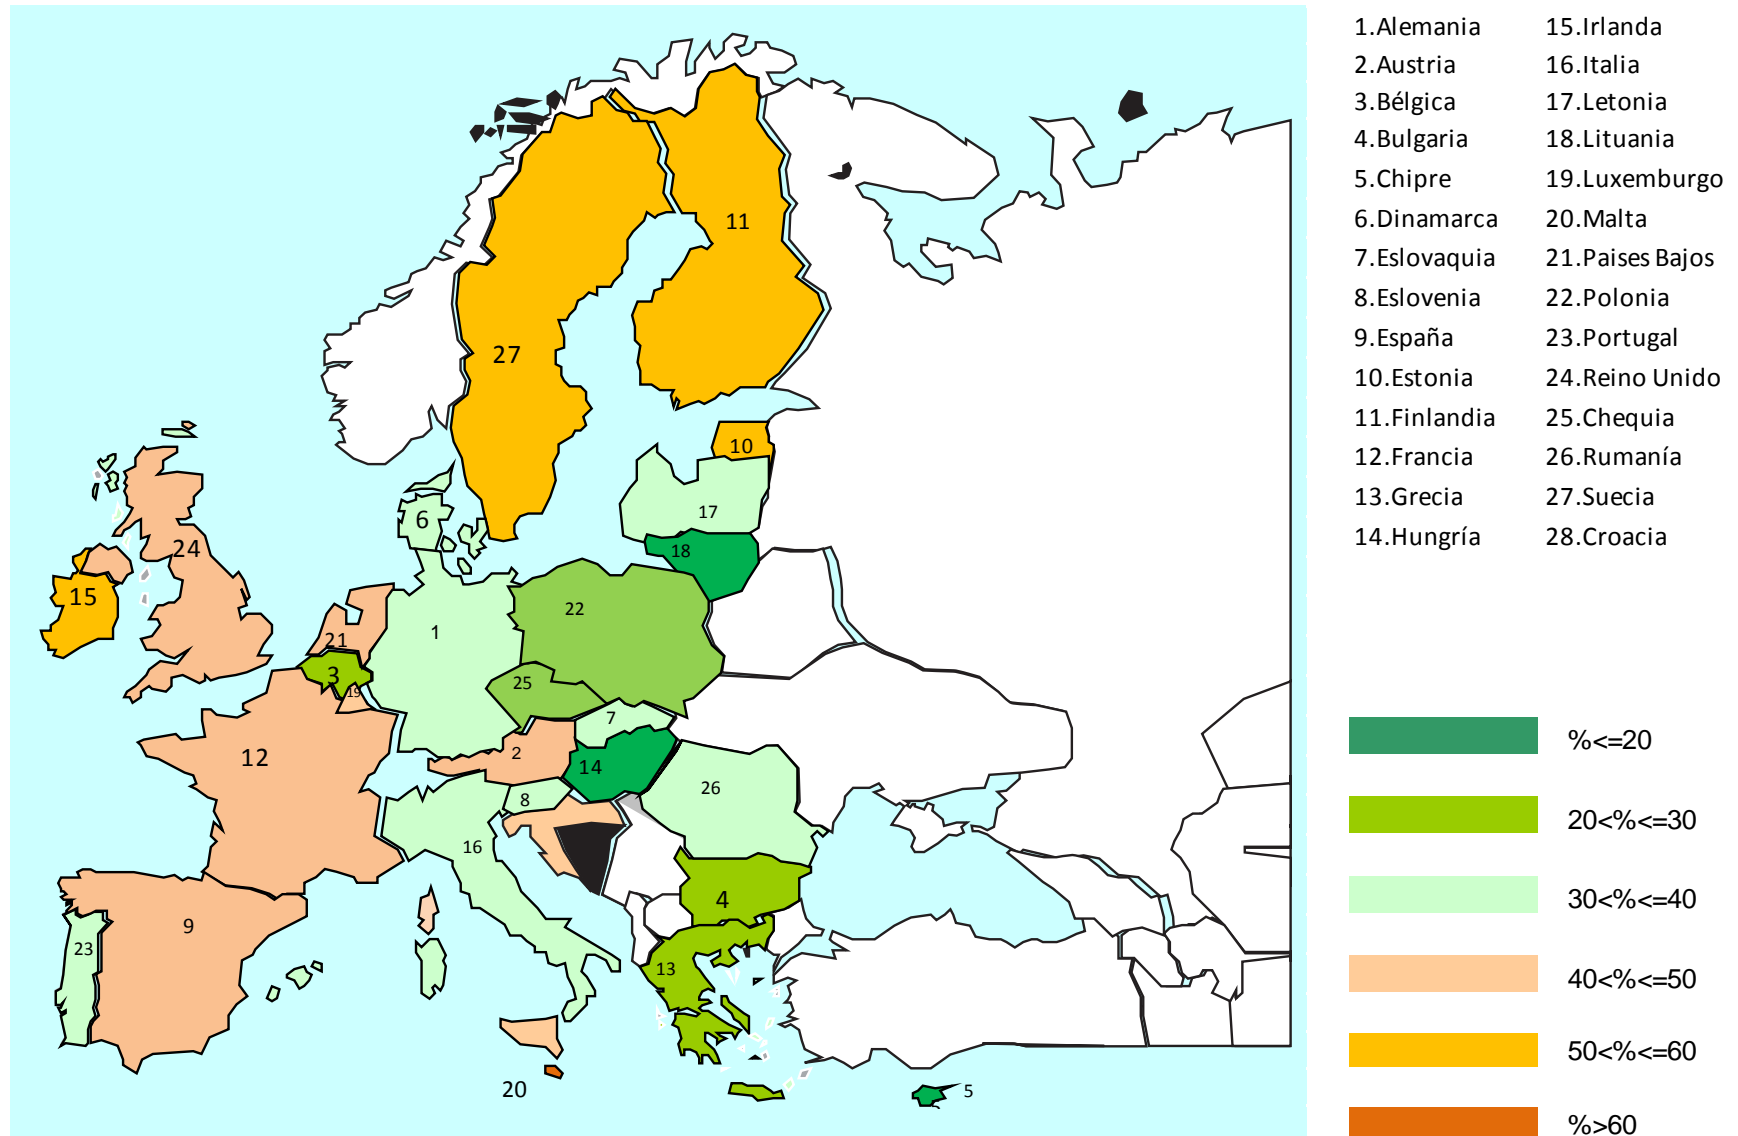 1.Alemania
2.Austria
3.Bélgica
4.Bulgaria
5.Chipre
6.Dinamarca
7.Eslovaquia
8.Eslovenia
9.España
10.Estonia
11.Finlandia
12.Francia
13.Grecia
14.Hungría
15.Irlanda
16.Italia
17.Letonia
18.Lituania
19.Luxemburgo
20.Malta
21.Paises Bajos
22.Polonia
23.Portugal
24.Reino Unido
25.Chequia
26.Rumanía
27.Suecia
28.Croacia
11
27
10
17
6
18
24
15
22
1
21
3
25
19
7
2
12
14
26
8
16
4
9
23
13
20
5
%<=20
20<%<=30
30<%<=40
40<%<=50
50<%<=60
%>60